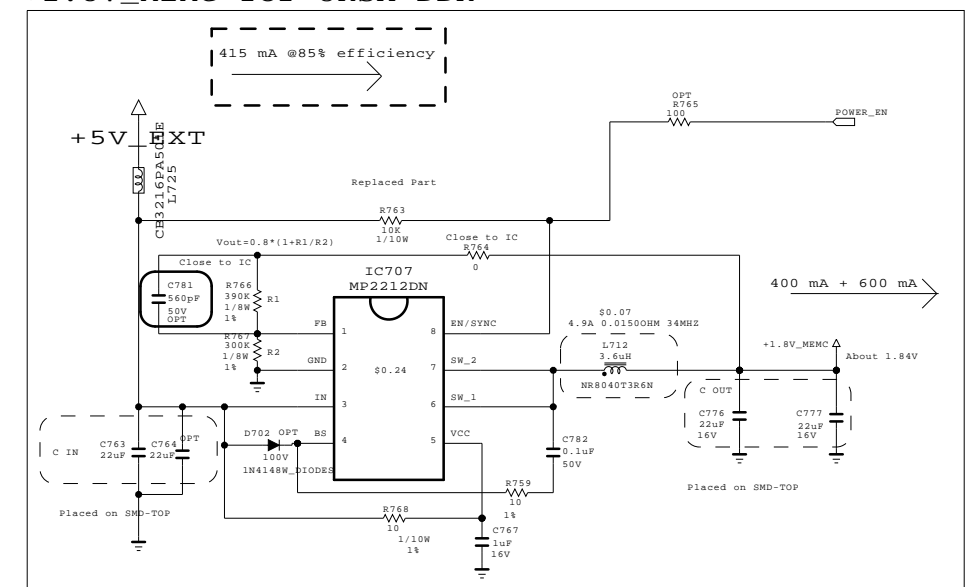 415 mA @85% efficiency
OPT
R765
100
POWER_EN
+5V_EXT
CB3216PA501E
L725
Replaced Part
R763
10K
1/10W
Vout=0.8*(1+R1/R2)
Close to IC
R764
0
Close to IC
C781
560pF
50V
OPT
R766
390K
1/8W
1%
R1
R767
300K
1/8W
1%
R2
IC707
MP2212DN
$0.24
FB
1
GND
2
IN
3
BS
4
EN/SYNC
8
SW_2
7
SW_1
6
VCC
5
400 mA + 600 mA
$0.07
4.9A 0.0150OHM 34MHZ
L712
3.6uH
NR8040T3R6N
+1.8V_MEMC
About 1.84V
C OUT
C776
22uF
16V
C777
22uF
16V
Placed on SMD-TOP
C IN
C763
22uF
C764
22uF
OPT
Placed on SMD-TOP
D702
OPT
100V
1N4148W_DIODES
C782
0.1uF
50V
R759
10
1%
R768
10
1/10W
1%
C767
1uF
16V